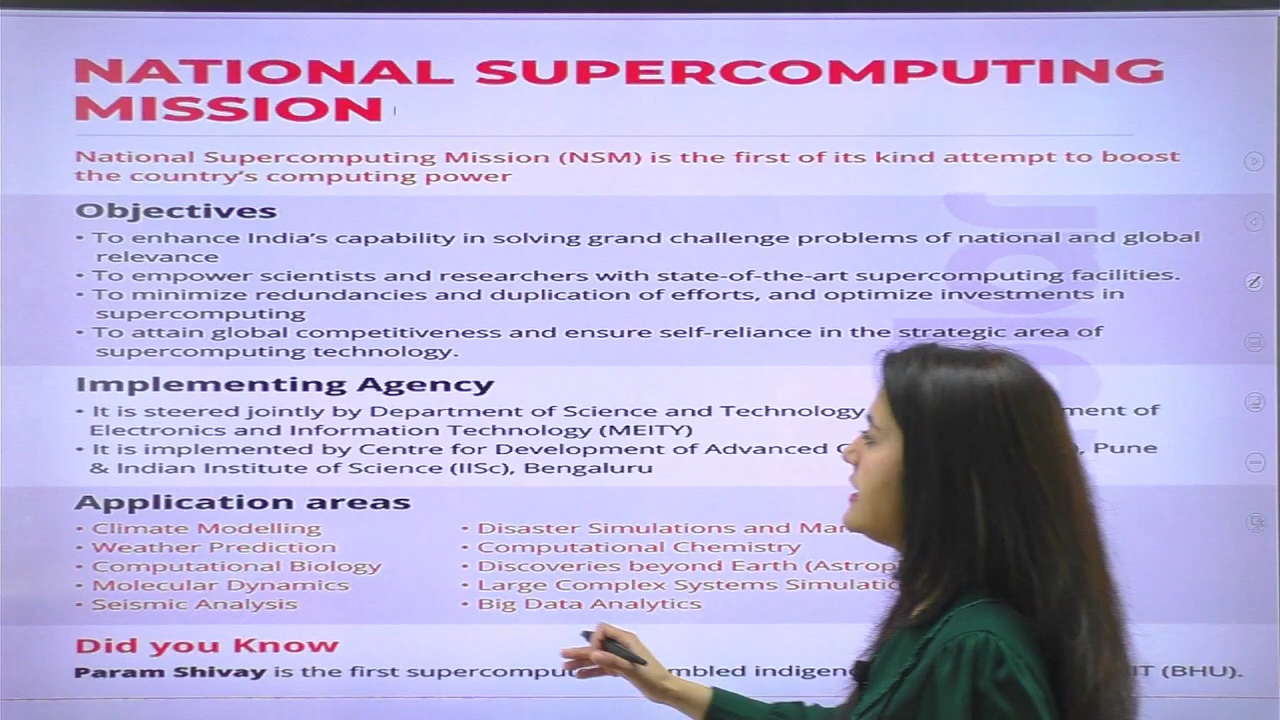 NATIONAL SUPERCOMPUTING
MISSION
National Supercomputing Mission (NSM) is the first of its kind attempt to boost
the country's computing power
Objectives
• To enhance India's capability in solving grand challenge problems of national and global
relevance
• To empower scientists and researchers with state-of-the-art supercomputing facilities.
• To minimize redundancies and duplication of efforts, and optimize investments in
supercomputing
• To attain global competitiveness and ensure self-reliance in the strategic area of
supercomputing technology.
Implementing Agency
• It is steered jointly by Department of Science and Technology ment of
Electronics and Information Technology (MEITY)
• It is implemented by Centre for Development of Advanced , Pune
& Indian Institute of Science (IISc), Bengaluru
Application areas
• Climate Modelling • Disaster Simulations and
• Weather Prediction • Computational Chemistry
• Computational Biology • Discoveries beyond Earth
• Molecular Dynamics • Large Complex Systems
• Seismic Analysis • Big Data Analytics
Did you Know
Param Shivay is the first (BHU).